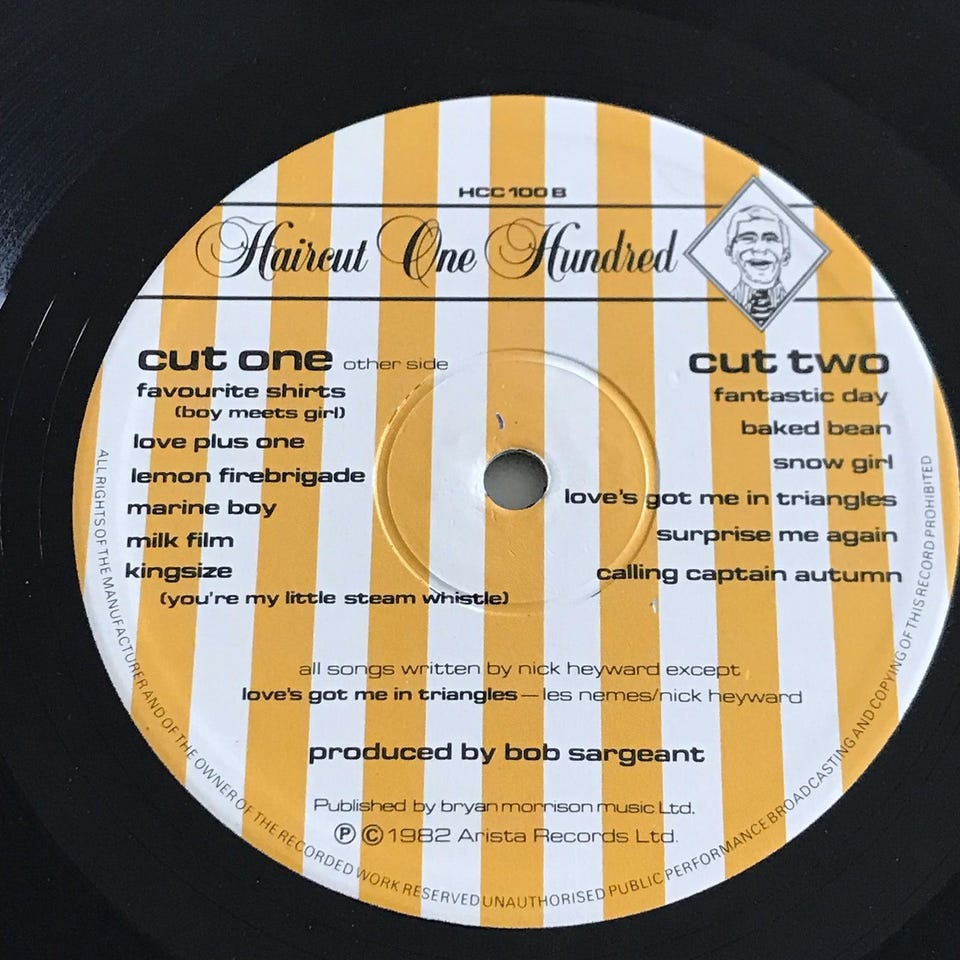 HCC 100 B
Haircut One Hundred
cut one other side
favourite shirts
(boy meets girl)
love plus one
lemon firebrigade
marine boy
milk film
kingsize
(you're my little steam whistle)
cut two
fantastic day
baked bean
snow girl
love's got me in triangles
surprise me again
calling captain autumn
all songs written by nick heyward except
love's got me in triangles — les nemes/nick heyward
produced by bob sargeant
Published by bryan morrison music Ltd.
Ⓟ © 1982 Arista Records Ltd.
ALL RIGHTS OF THE MANUFACTURER AND OF THE OWNER OF THE RECORDED WORK RESERVED UNAUTHORISED PUBLIC PERFORMANCE BROADCASTING AND COPYING OF THIS RECORD PROHIBITED